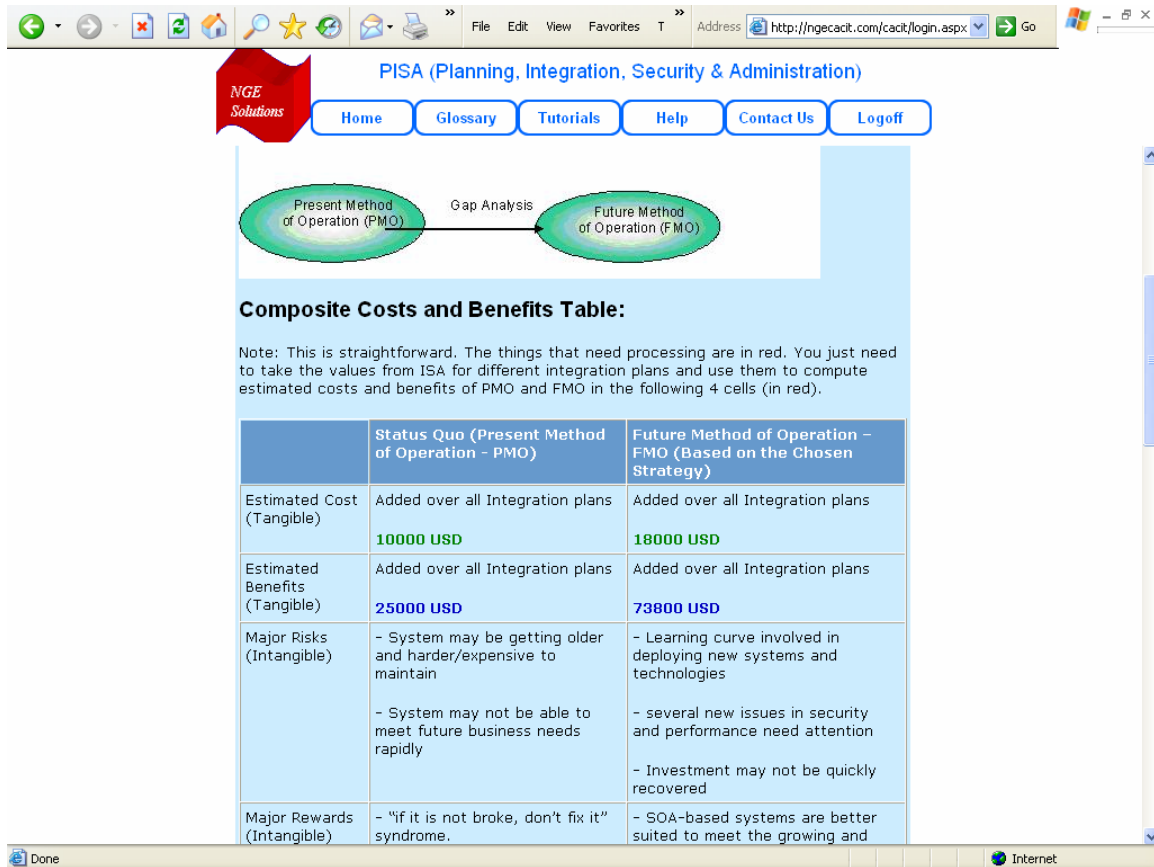 »
File Edit View Favorites T
»
Address http://ngecacit.com/cacit/login.aspx Go
PISA (Planning, Integration, Security & Administration)
NGE
Solutions
Home Glossary Tutorials Help Contact Us Logoff
Present Method
of Operation (PMO)
Gap Analysis
Future Method
of Operation (FMO)
Composite Costs and Benefits Table:
Note: This is straightforward. The things that need processing are in red. You just need
to take the values from ISA for different integration plans and use them to compute
estimated costs and benefits of PMO and FMO in the following 4 cells (in red).
Status Quo (Present Method
of Operation - PMO)
Future Method of Operation –
FMO (Based on the Chosen
Strategy)
Estimated Cost
(Tangible)
Added over all Integration plans
10000 USD
Added over all Integration plans
18000 USD
Estimated
Benefits
(Tangible)
Added over all Integration plans
25000 USD
Added over all Integration plans
73800 USD
Major Risks
(Intangible)
- System may be getting older
and harder/expensive to
maintain
- System may not be able to
meet future business needs
rapidly
- Learning curve involved in
deploying new systems and
technologies
- several new issues in security
and performance need attention
- Investment may not be quickly
recovered
Major Rewards
(Intangible)
- “if it is not broke, don’t fix it”
syndrome.
- SOA-based systems are better
suited to meet the growing and
Done
Internet